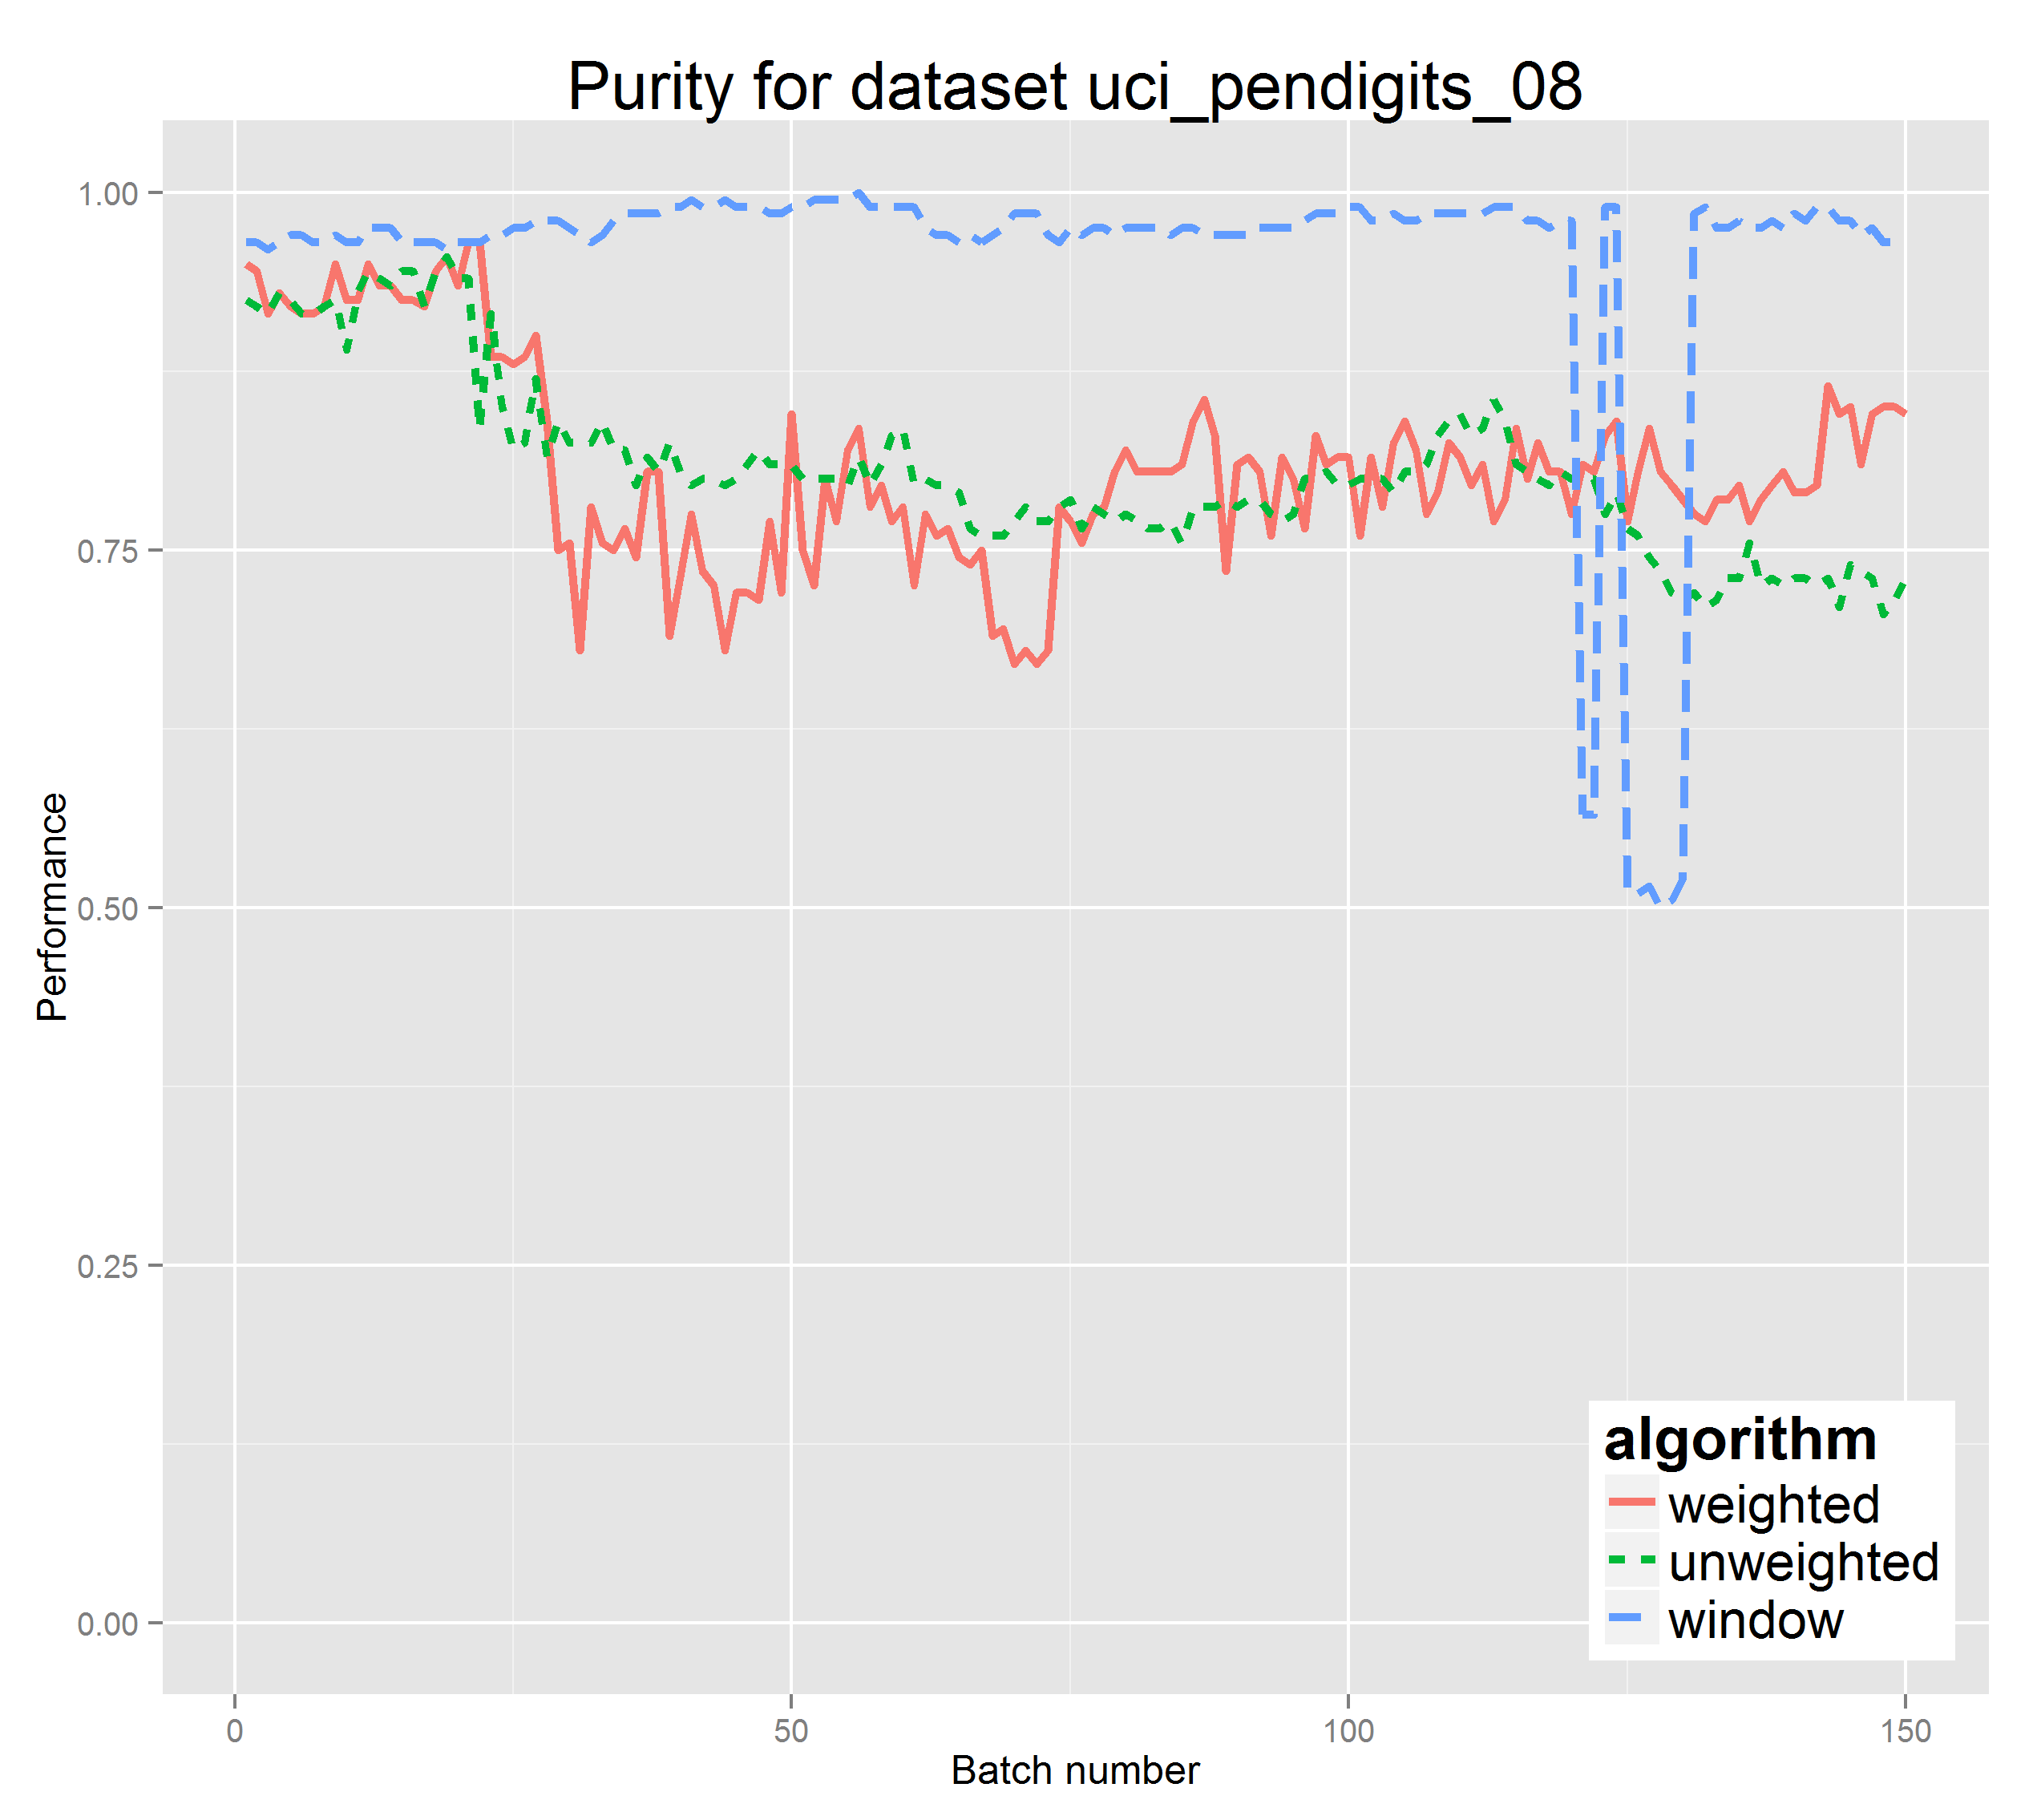 Purity for dataset uci_pendigits_08
1.00
0.75
0.50
0.25
0.00
Performance
0
50
100
150
Batch number
algorithm
weighted
unweighted
window